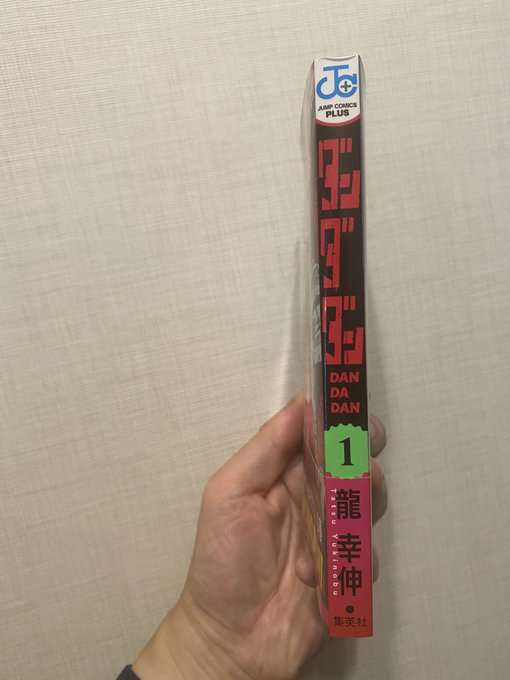 JC+
JUMP COMICS
PLUS
ダンダダン
DAN
DA
DAN
1
龍 幸伸
Tatsu Yukinobu
集英社